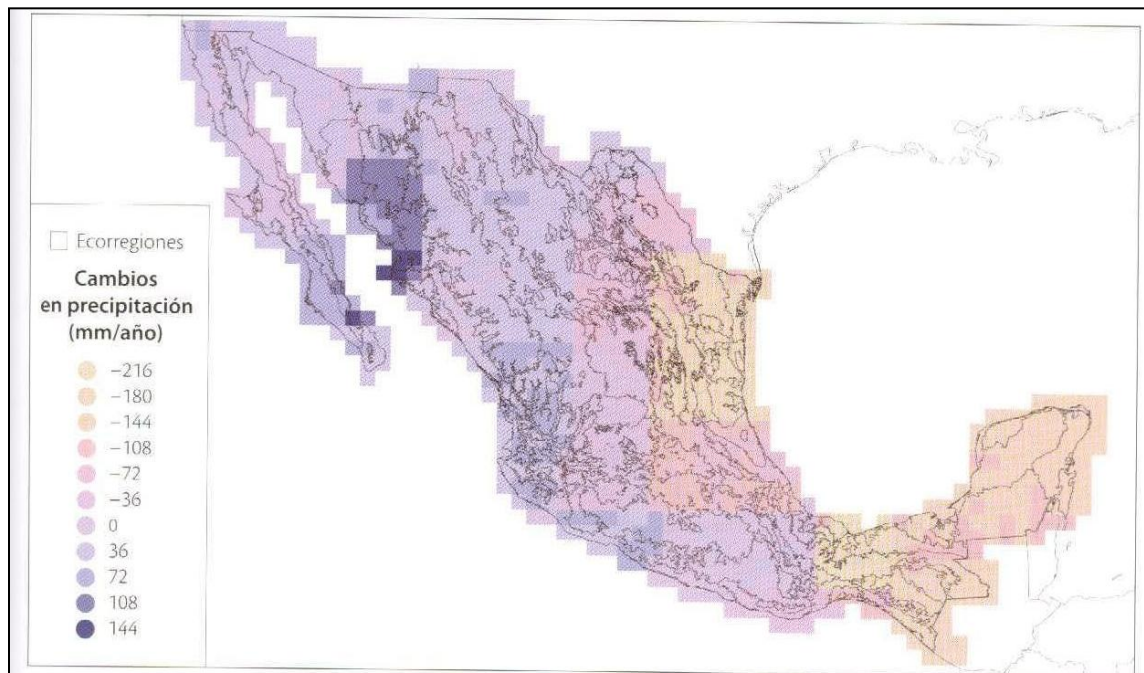 Ecorregiones
Cambios
en precipitación
(mm/año)
−216
−180
−144
−108
−72
−36
0
36
72
108
144